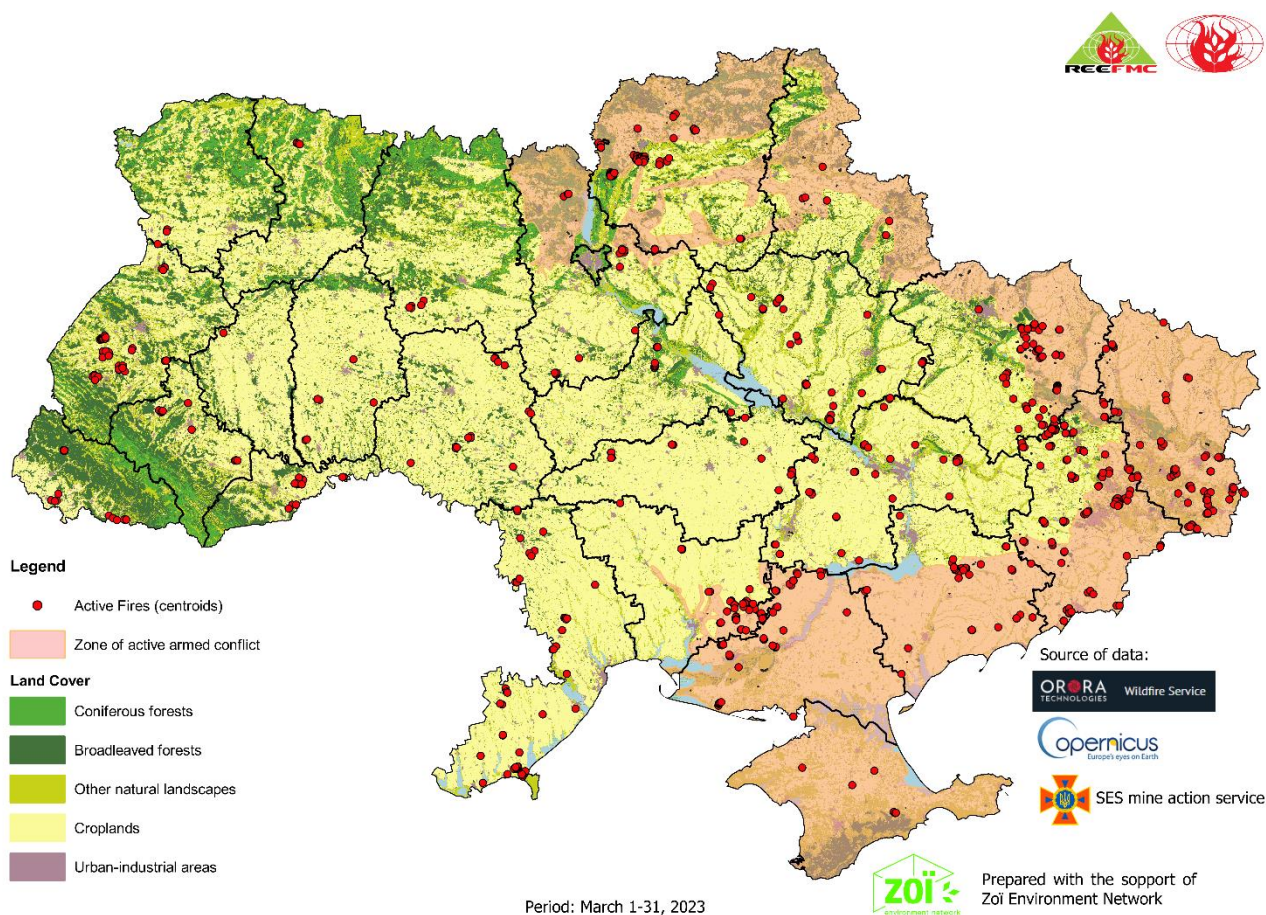 REEFMC
Legend
Active Fires (centroids)
Zone of active armed conflict
Land Cover
Coniferous forests
Broadleaved forests
Other natural landscapes
Croplands
Urban-industrial areas
Source of data:
ORORA
TECHNOLOGIES
Wildfire Service
Copernicus
Europe's eyes on Earth
SES mine action service
ZOÏ
environment network
Prepared with the sopport of
Zoï Environment Network
Period: March 1-31, 2023